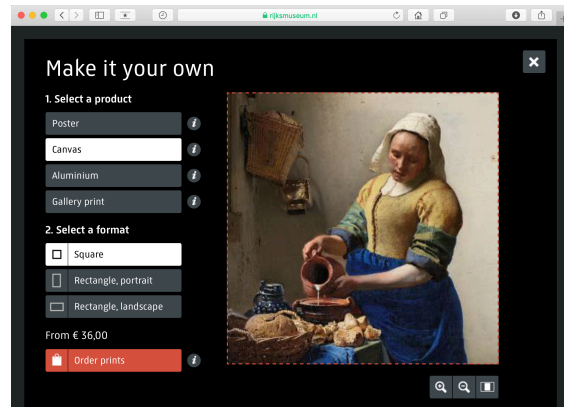 rijksmuseum.nl
Make it your own
1. Select a product
Poster
Canvas
Aluminium
Gallery print
2. Select a format
Square
Rectangle, portrait
Rectangle, landscape
From € 36,00
Order prints